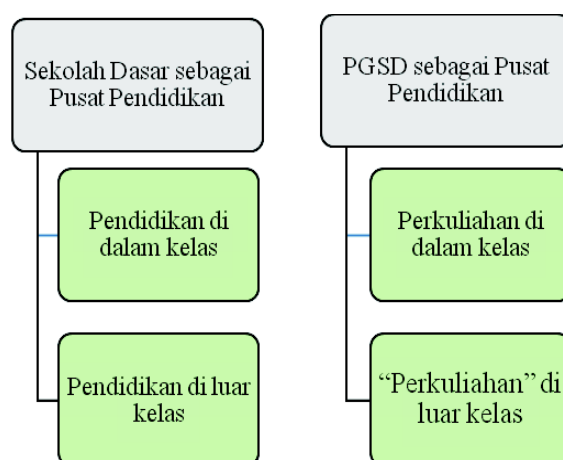 Sekolah Dasar sebagai
Pusat Pendidikan
Pendidikan di
dalam kelas
Pendidikan di luar
kelas
PGSD sebagai Pusat
Pendidikan
Perkuliahan di
dalam kelas
“Perkuliahan” di
luar kelas